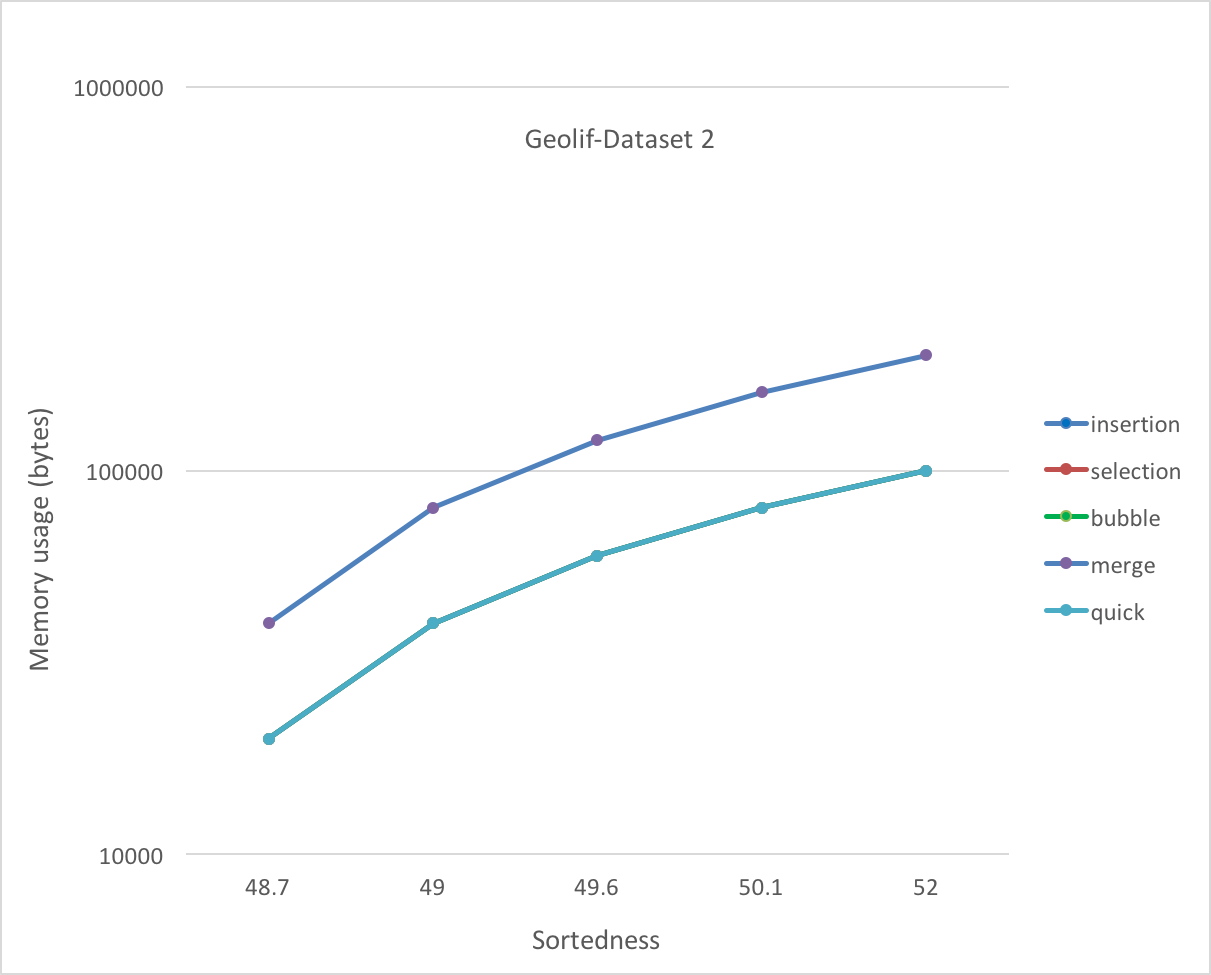 1000000
Geolif-Dataset 2
100000
10000
Memory usage (bytes)
48.7 49 49.6 50.1 52
Sortedness
insertion
selection
bubble
merge
quick